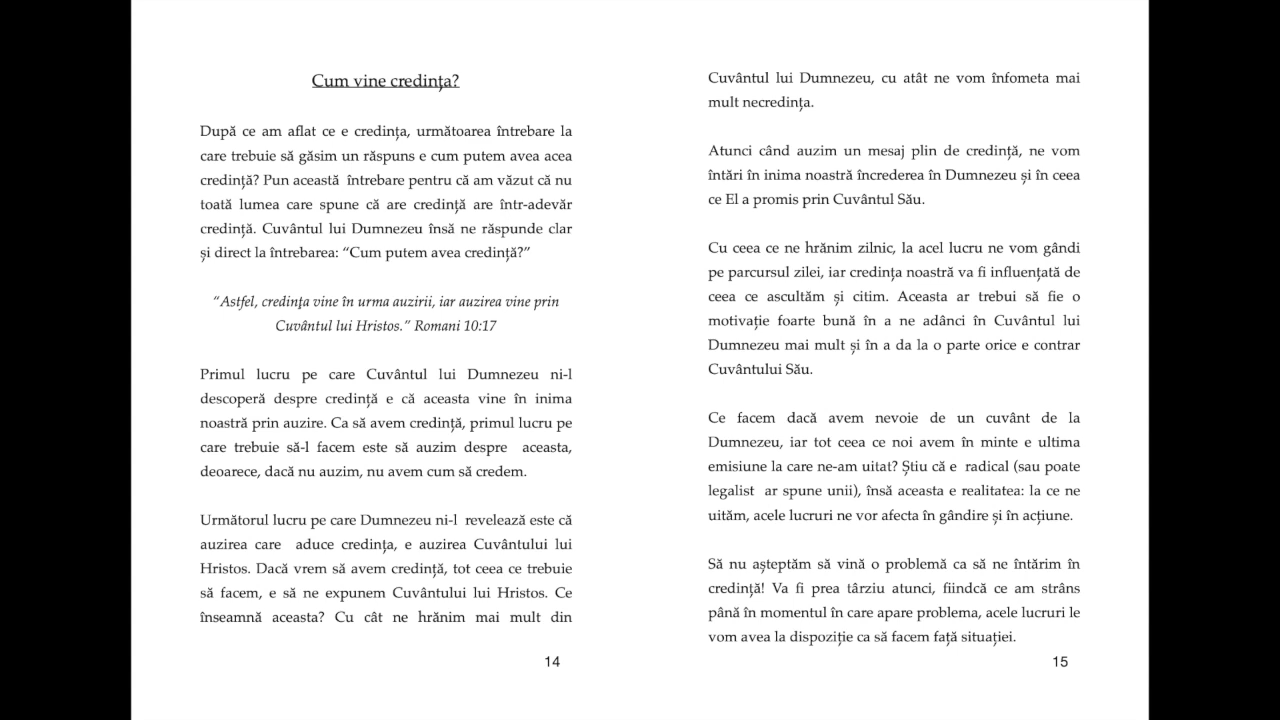 Cum vine credința?
După ce am aflat ce e credința, următoarea întrebare la
care trebuie să găsim un răspuns e cum putem avea acea
credință? Pun această întrebare pentru că am văzut că nu
toată lumea care spune că are credință are într-adevăr
credință. Cuvântul lui Dumnezeu însă ne răspunde clar
și direct la întrebarea: “Cum putem avea credință?”
“Astfel, credința vine în urma auzirii, iar auzirea vine prin
Cuvântul lui Hristos.” Romani 10:17
Primul lucru pe care Cuvântul lui Dumnezeu ni-l
descoperă despre credință e că aceasta vine în inima
noastră prin auzire. Ca să avem credință, primul lucru pe
care trebuie să-l facem este să auzim despre aceasta,
deoarece, dacă nu auzim, nu avem cum să credem.
Următorul lucru pe care Dumnezeu ni-l revelează este că
auzirea care aduce credința, e auzirea Cuvântului lui
Hristos. Dacă vrem să avem credință, tot ceea ce trebuie
să facem, e să ne expunem Cuvântului lui Hristos. Ce
înseamnă aceasta? Cu cât ne hrănim mai mult din
14
Cuvântul lui Dumnezeu, cu atât ne vom înfometa mai
mult necredința.
Atunci când auzim un mesaj plin de credință, ne vom
întări în inima noastră încrederea în Dumnezeu și în ceea
ce El a promis prin Cuvântul Său.
Cu ceea ce ne hrănim zilnic, la acel lucru ne vom gândi
pe parcursul zilei, iar credința noastră va fi influențată de
ceea ce ascultăm și citim. Aceasta ar trebui să fie o
motivație foarte bună în a ne adânci în Cuvântul lui
Dumnezeu mai mult și în a da la o parte orice e contrar
Cuvântului Său.
Ce facem dacă avem nevoie de un cuvânt de la
Dumnezeu, iar tot ceea ce noi avem în minte e ultima
emisiune la care ne-am uitat? Știu că e radical (sau poate
legalist ar spune unii), însă aceasta e realitatea: la ce ne
uităm, acele lucruri ne vor afecta în gândire și în acțiune.
Să nu așteptăm să vină o problemă ca să ne întărim în
credință! Va fi prea târziu atunci, fiindcă ce am strâns
până în momentul în care apare problema, acele lucruri le
vom avea la dispoziție ca să facem față situației.
15